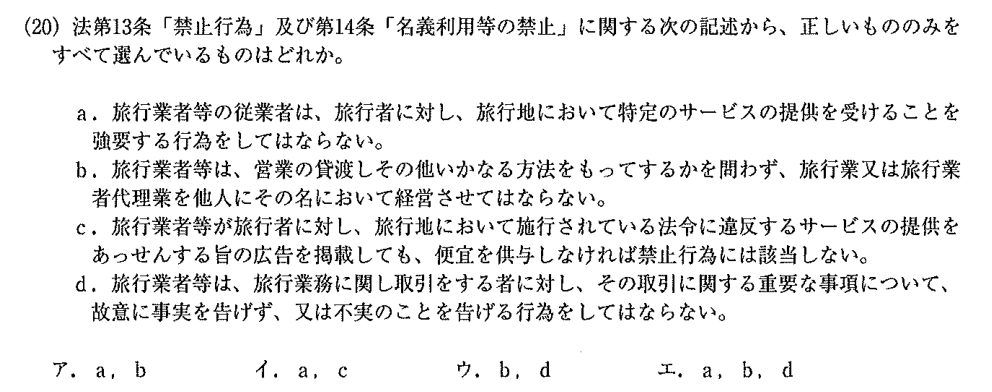 (20) 法第13条「禁止行為」及び第14条「名義利用等の禁止」に関する次の記述から、正しいもののみを
すべて選んでいるものはどれか。
a. 旅行業者等の従業者は、旅行者に対し、旅行地において特定のサービスの提供を受けることを
強要する行為をしてはならない。
b. 旅行業者等は、営業の貸渡しその他いかなる方法をもってするかを問わず、旅行業又は旅行業
者代理業を他人にその名において経営させてはならない。
c. 旅行業者等が旅行者に対し、旅行地において施行されている法令に違反するサービスの提供を
あっせんする旨の広告を掲載しても、便宜を供与しなければ禁止行為には該当しない。
d. 旅行業者等は、旅行業務に関し取引をする者に対し、その取引に関する重要な事項について、
故意に事実を告げず、又は不実のことを告げる行為をしてはならない。
ア. a, b イ. a, c ウ. b, d エ. a, b, d